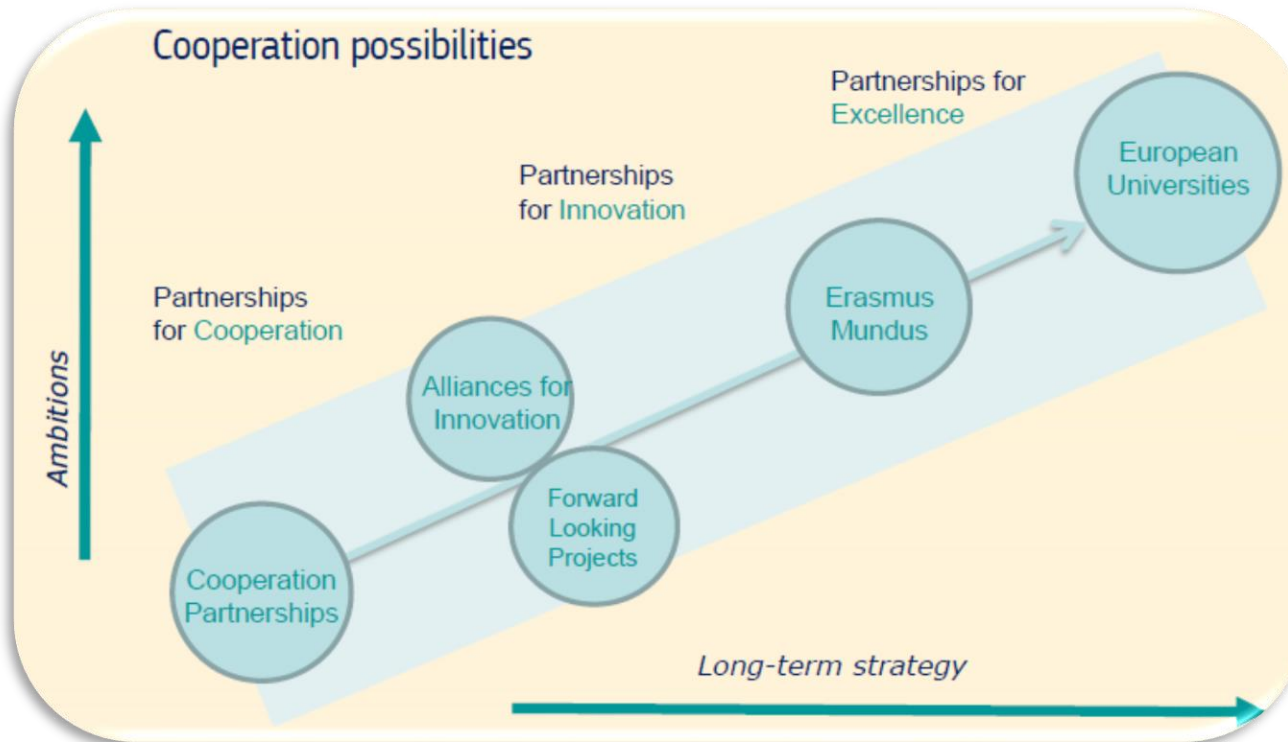 Cooperation possibilities
Partnerships for
Excellence
European
Universities
Partnerships
for Innovation
Partnerships
for Cooperation
Erasmus
Mundus
Alliances for
Innovation
Ambitions
Forward
Looking
Projects
Cooperation
Partnerships
Long-term strategy